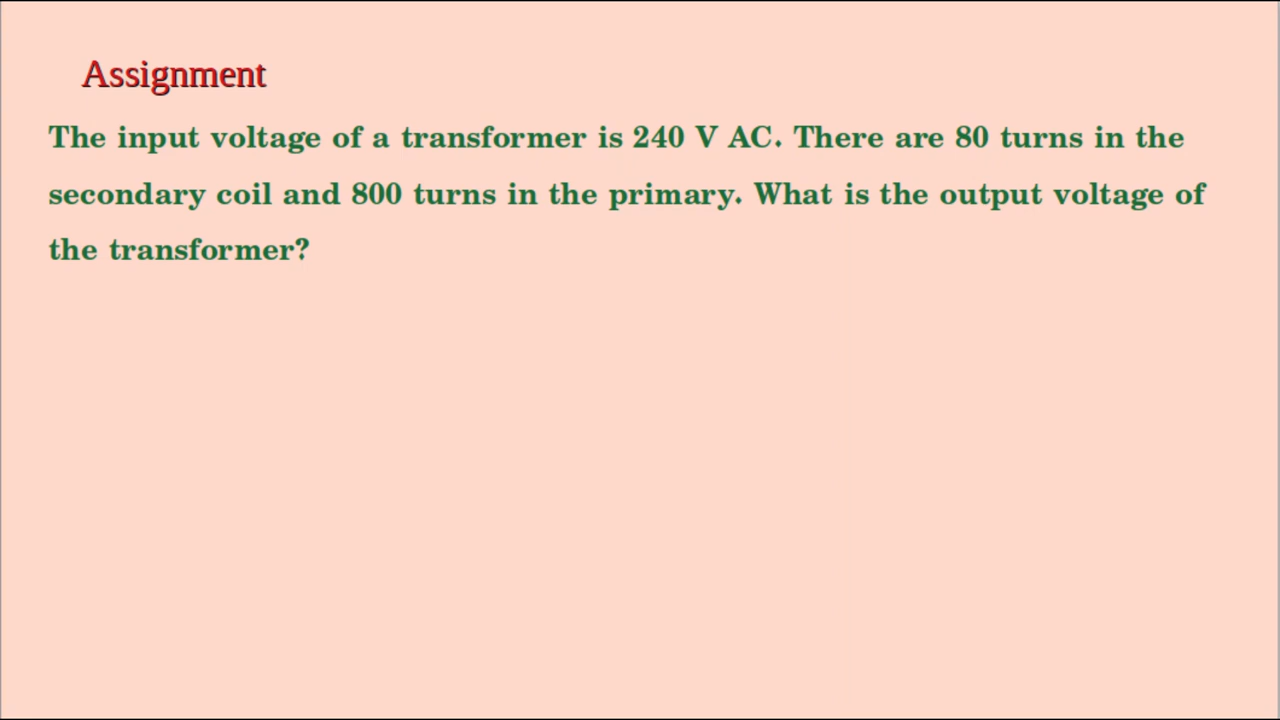 Assignment
The input voltage of a transformer is 240 V AC. There are 80 turns in the
secondary coil and 800 turns in the primary. What is the output voltage of
the transformer?